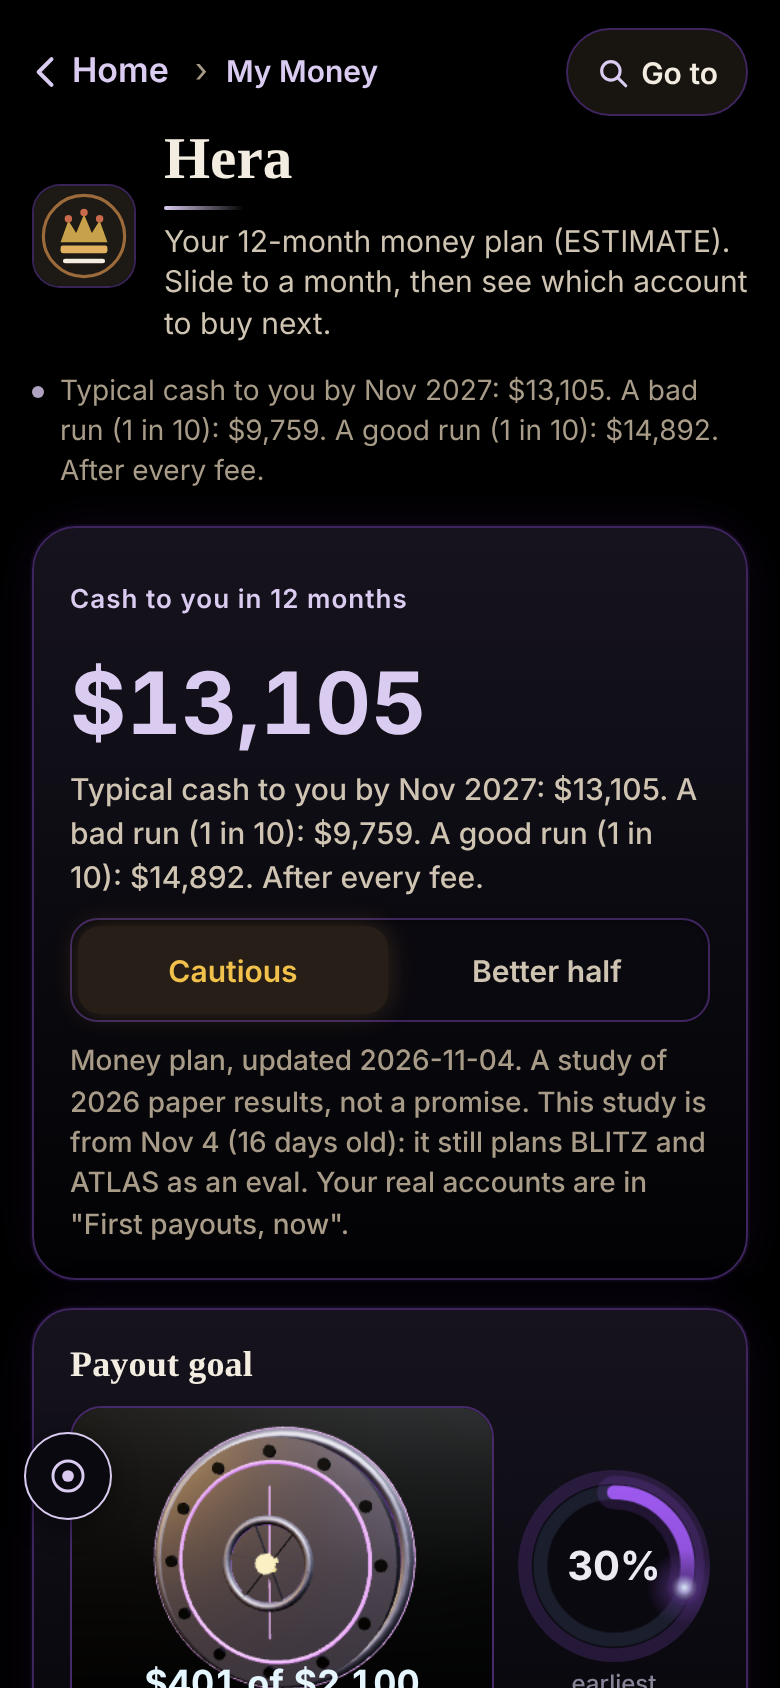 Home › My Money
Go to
Hera
Your 12-month money plan (ESTIMATE).
Slide to a month, then see which account
to buy next.
Typical cash to you by Nov 2027: $13,105. A bad
run (1 in 10): $9,759. A good run (1 in 10): $14,892.
After every fee.
Cash to you in 12 months
$13,105
Typical cash to you by Nov 2027: $13,105. A
bad run (1 in 10): $9,759. A good run (1 in
10): $14,892. After every fee.
Cautious
Better half
Money plan, updated 2026-11-04. A study of
2026 paper results, not a promise. This study is
from Nov 4 (16 days old): it still plans BLITZ and
ATLAS as an eval. Your real accounts are in
"First payouts, now".
Payout goal
30%
$401 of $2,100
earliest